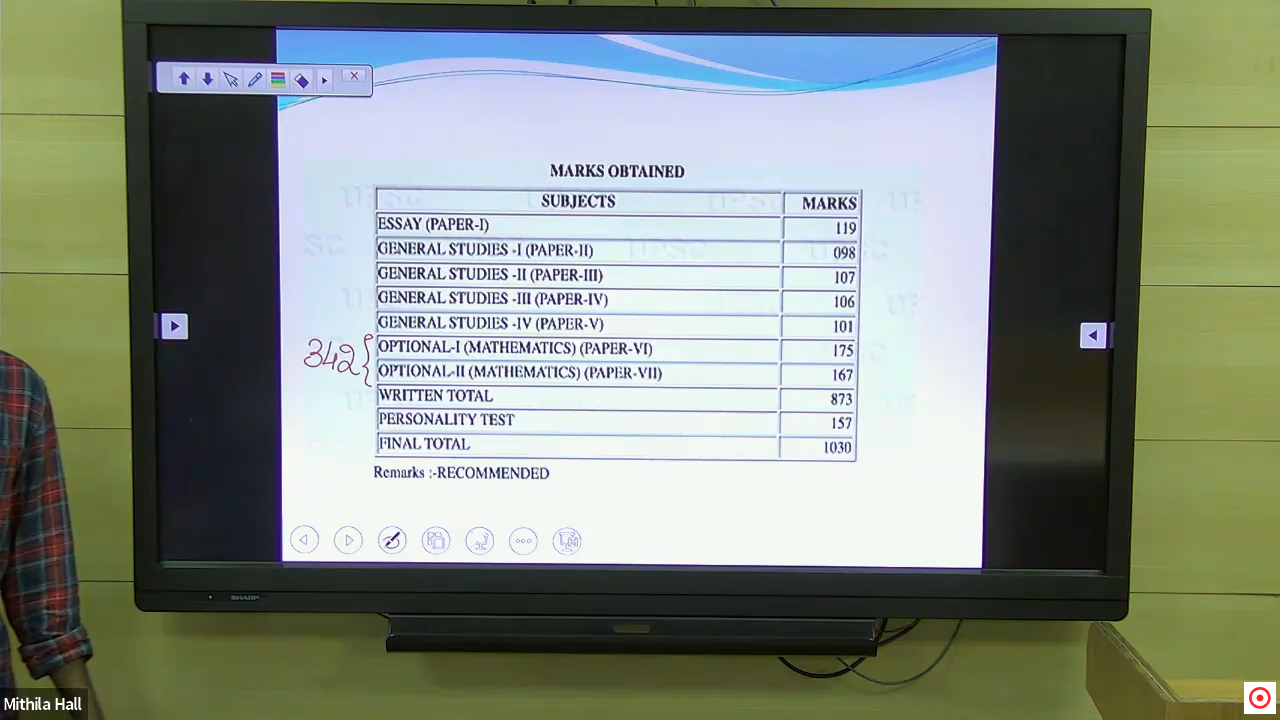 MARKS OBTAINED
SUBJECTS MARKS
ESSAY (PAPER-I) 119
GENERAL STUDIES -I (PAPER-II) 098
GENERAL STUDIES -II (PAPER-III) 107
GENERAL STUDIES -III (PAPER-IV) 106
GENERAL STUDIES -IV (PAPER-V) 101
342{ OPTIONAL-I (MATHEMATICS) (PAPER-VI) 175
OPTIONAL-II (MATHEMATICS) (PAPER-VII) 167
WRITTEN TOTAL 873
PERSONALITY TEST 157
FINAL TOTAL 1030
Remarks :-RECOMMENDED
SHARP
Mithila Hall